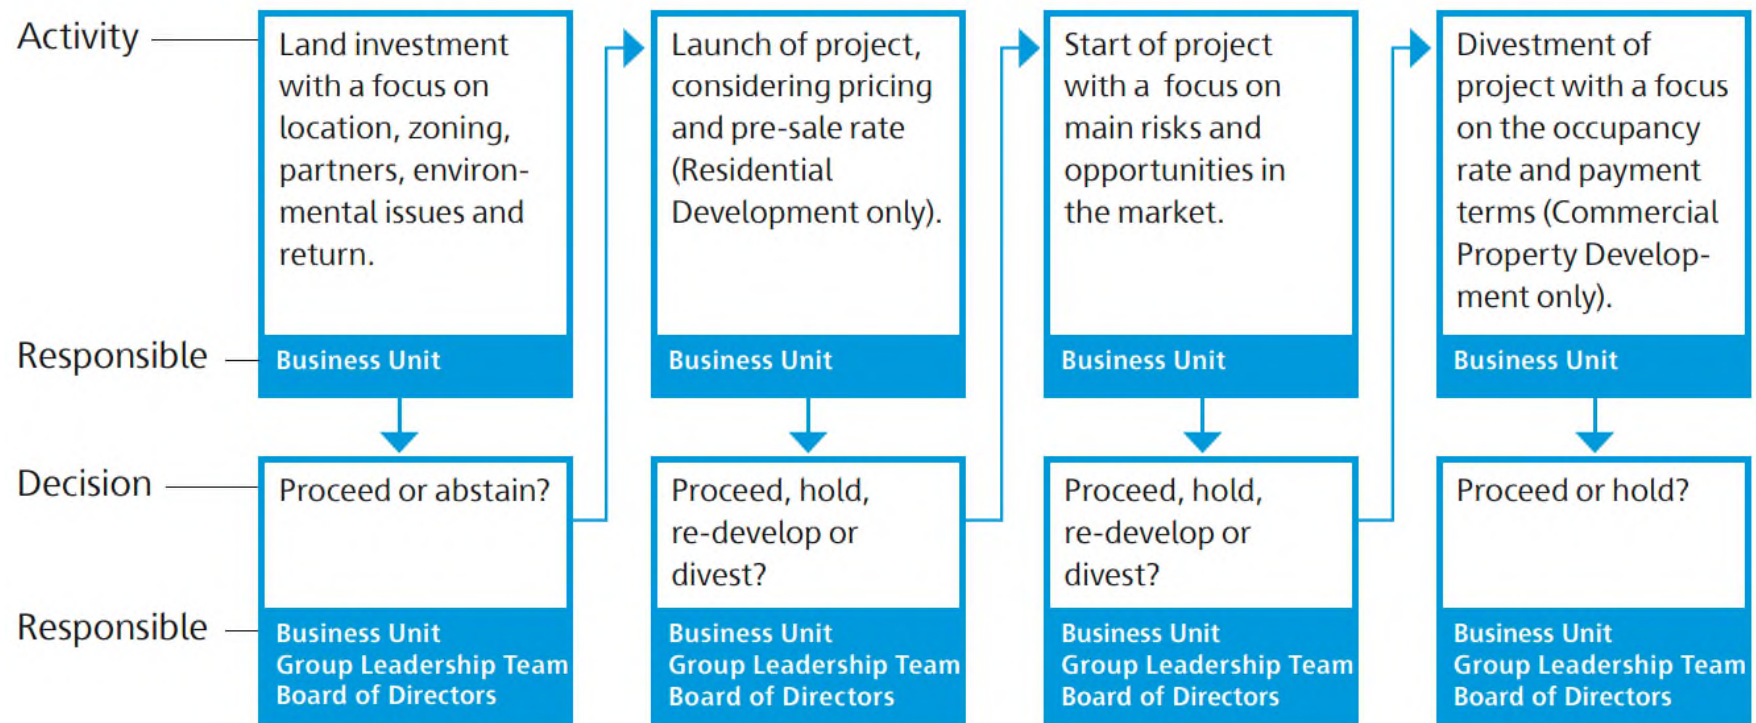 Activity
Land investment
with a focus on
location, zoning,
partners, environ-
mental issues and
return.
Launch of project,
considering pricing
and pre-sale rate
(Residential
Development only).
Start of project
with a focus on
main risks and
opportunities in
the market.
Divestment of
project with a focus
on the occupancy
rate and payment
terms (Commercial
Property Develop-
ment only).
Responsible
Business Unit
Business Unit
Business Unit
Business Unit
Decision
Proceed or abstain?
Proceed, hold,
re-develop or
divest?
Proceed, hold,
re-develop or
divest?
Proceed or hold?
Responsible
Business Unit
Group Leadership Team
Board of Directors
Business Unit
Group Leadership Team
Board of Directors
Business Unit
Group Leadership Team
Board of Directors
Business Unit
Group Leadership Team
Board of Directors